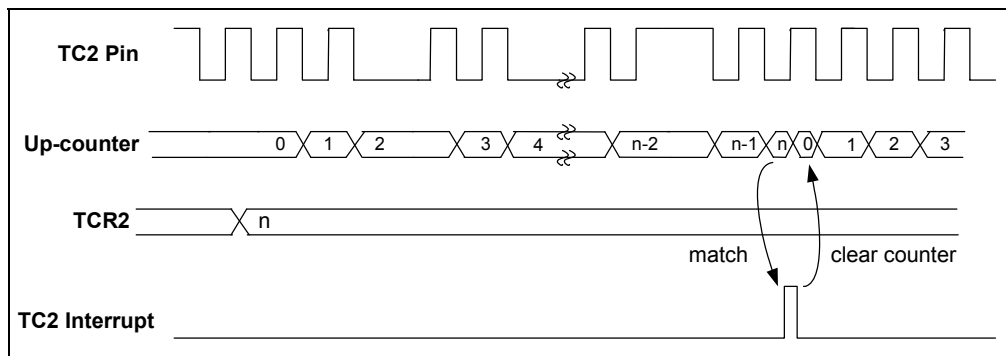 TC2 Pin
Up-counter 0 1 2 3 4 n-2 n-1 n 0 1 2 3
TCR2 n
match clear counter
TC2 Interrupt